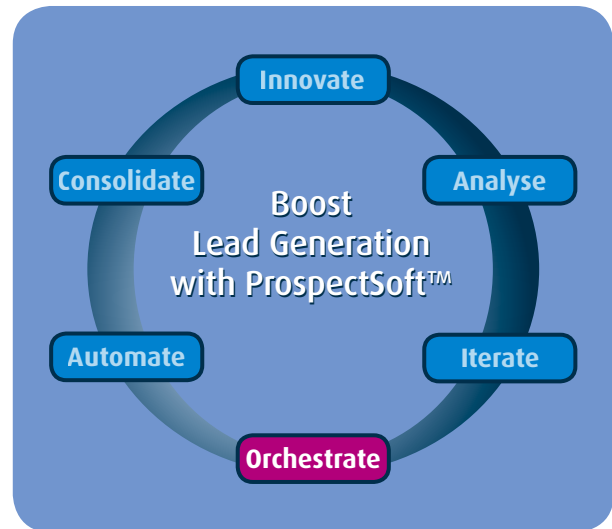 Innovate
Consolidate
Analyse
Boost
Lead Generation
with ProspectSoft™
Automate
Iterate
Orchestrate